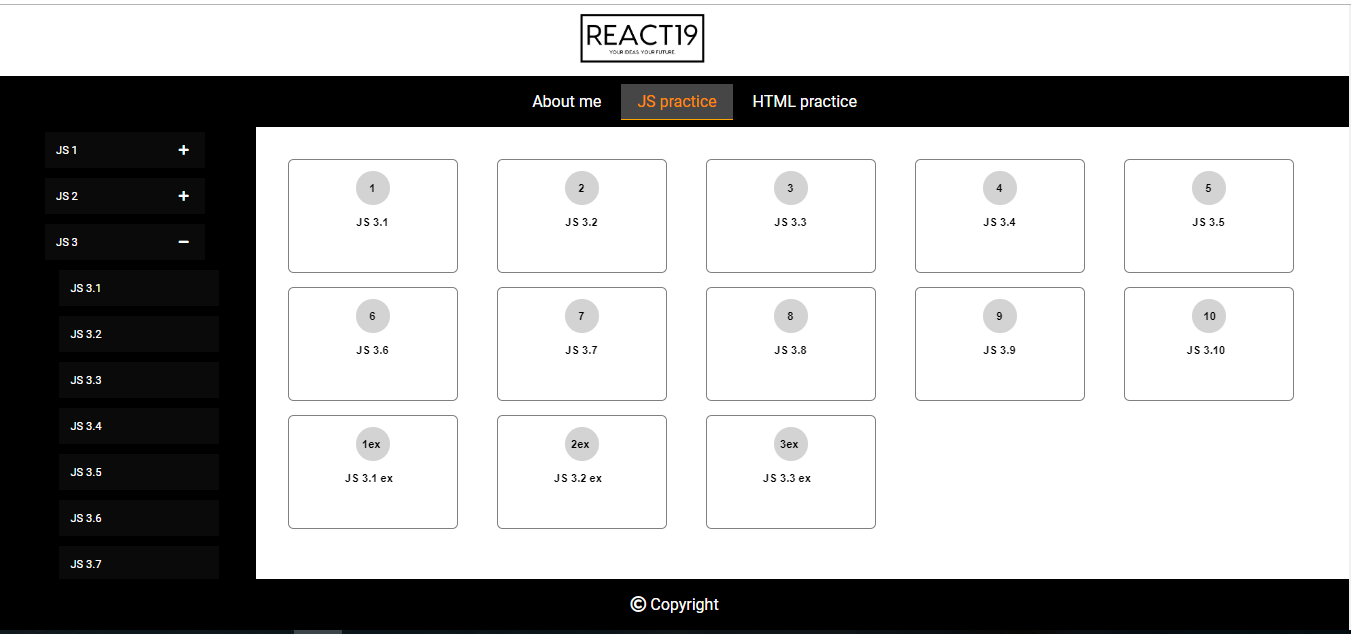 REACT19
YOUR IDEAS. YOUR FUTURE.
About me
JS practice
HTML practice
JS 1
JS 2
JS 3
JS 3.1
JS 3.2
JS 3.3
JS 3.4
JS 3.5
JS 3.6
JS 3.7
1
JS 3.1
2
JS 3.2
3
JS 3.3
4
JS 3.4
5
JS 3.5
6
JS 3.6
7
JS 3.7
8
JS 3.8
9
JS 3.9
10
JS 3.10
1ex
JS 3.1 ex
2ex
JS 3.2 ex
3ex
JS 3.3 ex
© Copyright